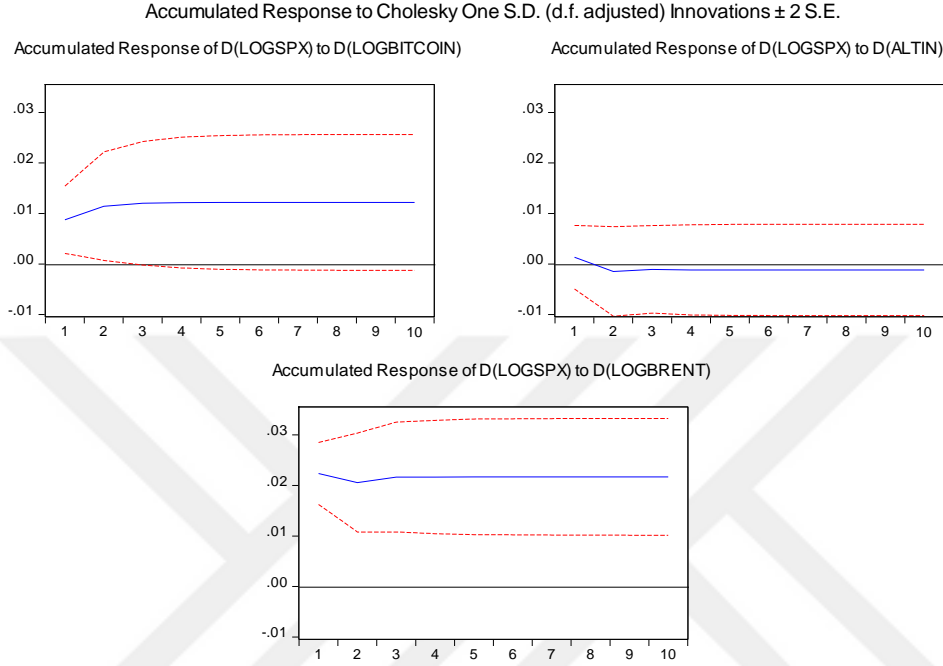 Accumulated Response to Cholesky One S.D. (d.f. adjusted) Innovations ± 2 S.E.
Accumulated Response of D(LOGSPX) to D(LOGBITCOIN)
.03
.02
.01
.00
-.01
1 2 3 4 5 6 7 8 9 10
Accumulated Response of D(LOGSPX) to D(ALTIN)
.03
.02
.01
.00
-.01
1 2 3 4 5 6 7 8 9 10
Accumulated Response of D(LOGSPX) to D(LOGBRENT)
.03
.02
.01
.00
-.01
1 2 3 4 5 6 7 8 9 10